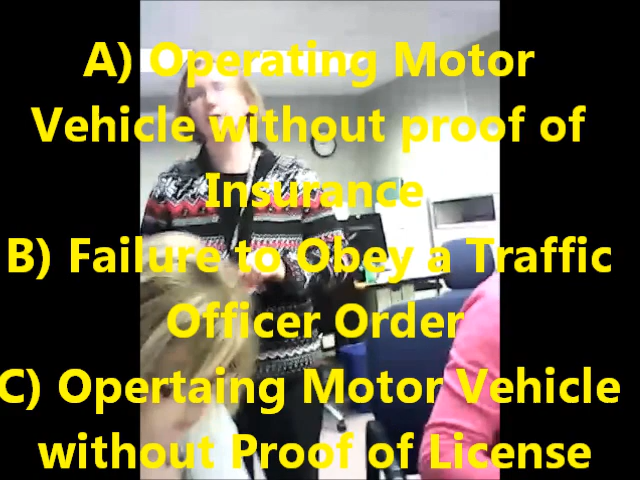 A) Operating Motor
Vehicle without proof of
Insurance
B) Failure to Obey a Traffic
Officer Order
C) Opertaing Motor Vehicle
without Proof of License